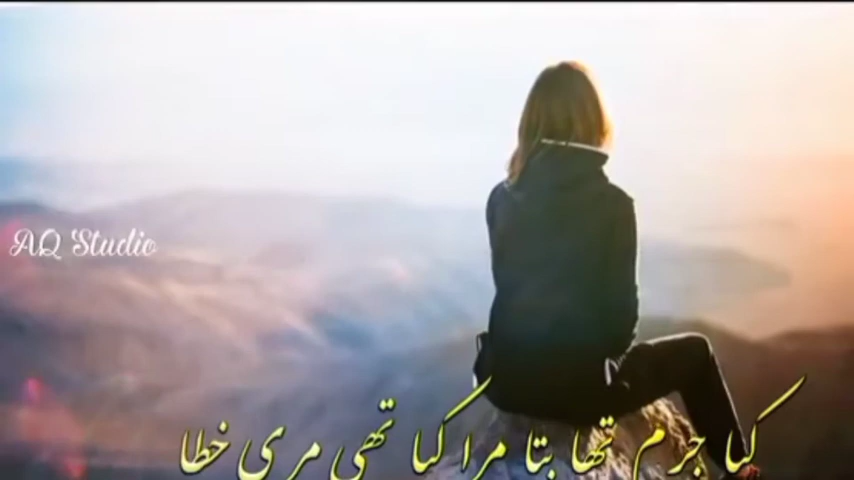 AQ Studio
کیا جرم تھا بتا مرا کیا تھی مری خطا